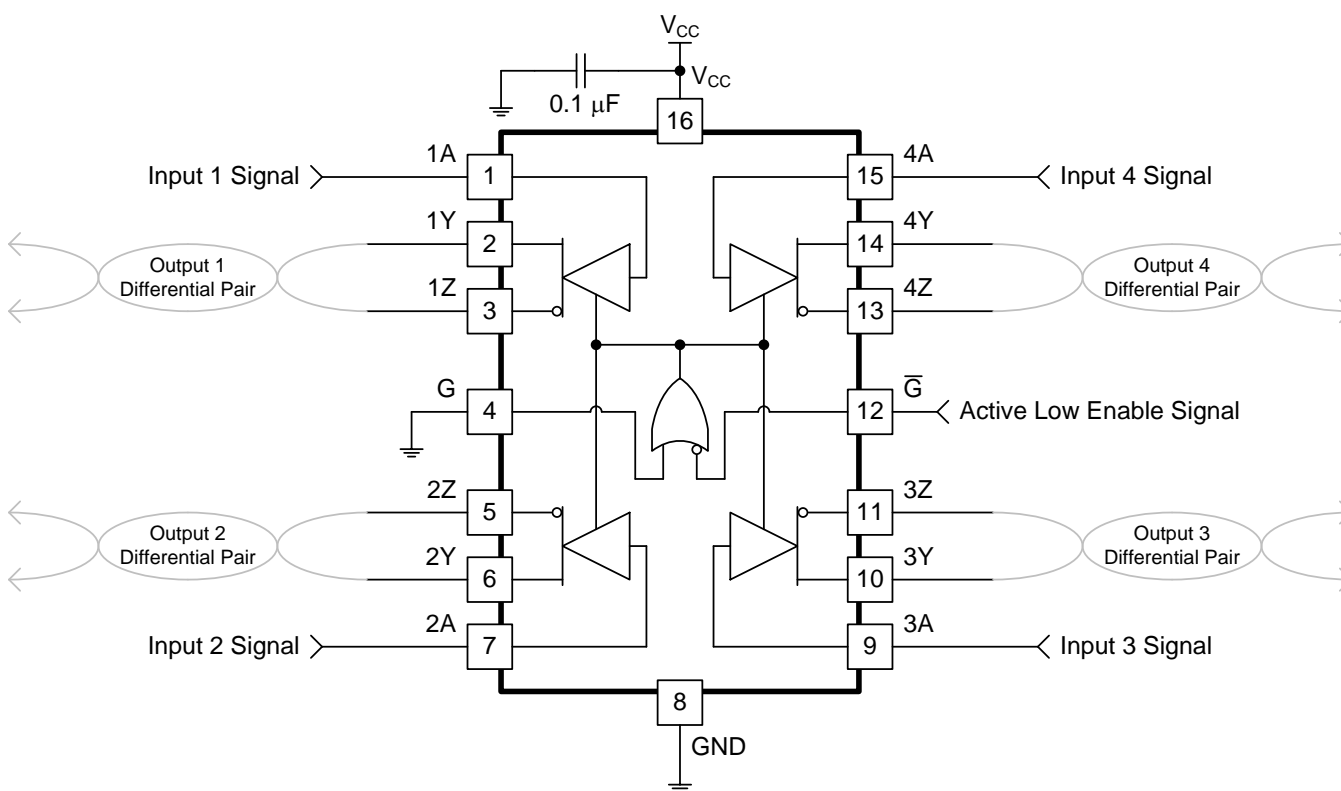 V_CC
V_CC
0.1 μF
16
1A
Input 1 Signal
1
1Y
2
Output 1
Differential Pair
1Z
3
G
4
2Z
5
Output 2
Differential Pair
2Y
6
2A
Input 2 Signal
7
4A
15
Input 4 Signal
4Y
14
Output 4
Differential Pair
4Z
13
G̅
12
Active Low Enable Signal
3Z
11
Output 3
Differential Pair
3Y
10
3A
9
Input 3 Signal
8
GND